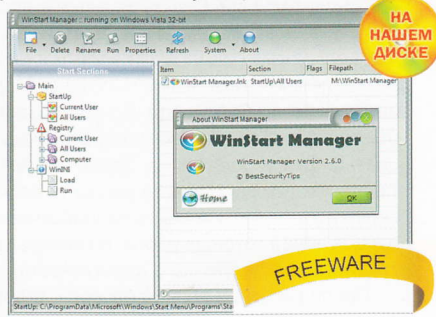 WinStart Manager :: running on Windows Vista 32-bit
НА
НАШЕМ
ДИСКЕ
File Delete Rename Run Properties Refresh System About
Start Sections
Item Section Flags Filepath
Main
StartUp
Current User
All Users
Registry
Current User
All Users
Computer
WinINI
Load
Run
WinStart Manager.lnk StartUp\All Users M:\WinStart Manager
About WinStart Manager
WinStart Manager
WinStart Manager Version 2.6.0
© BestSecurityTips
Home
OK
FREEWARE
StartUp: C:\ProgramData\Microsoft\Windows\Start Menu\Programs\Sta